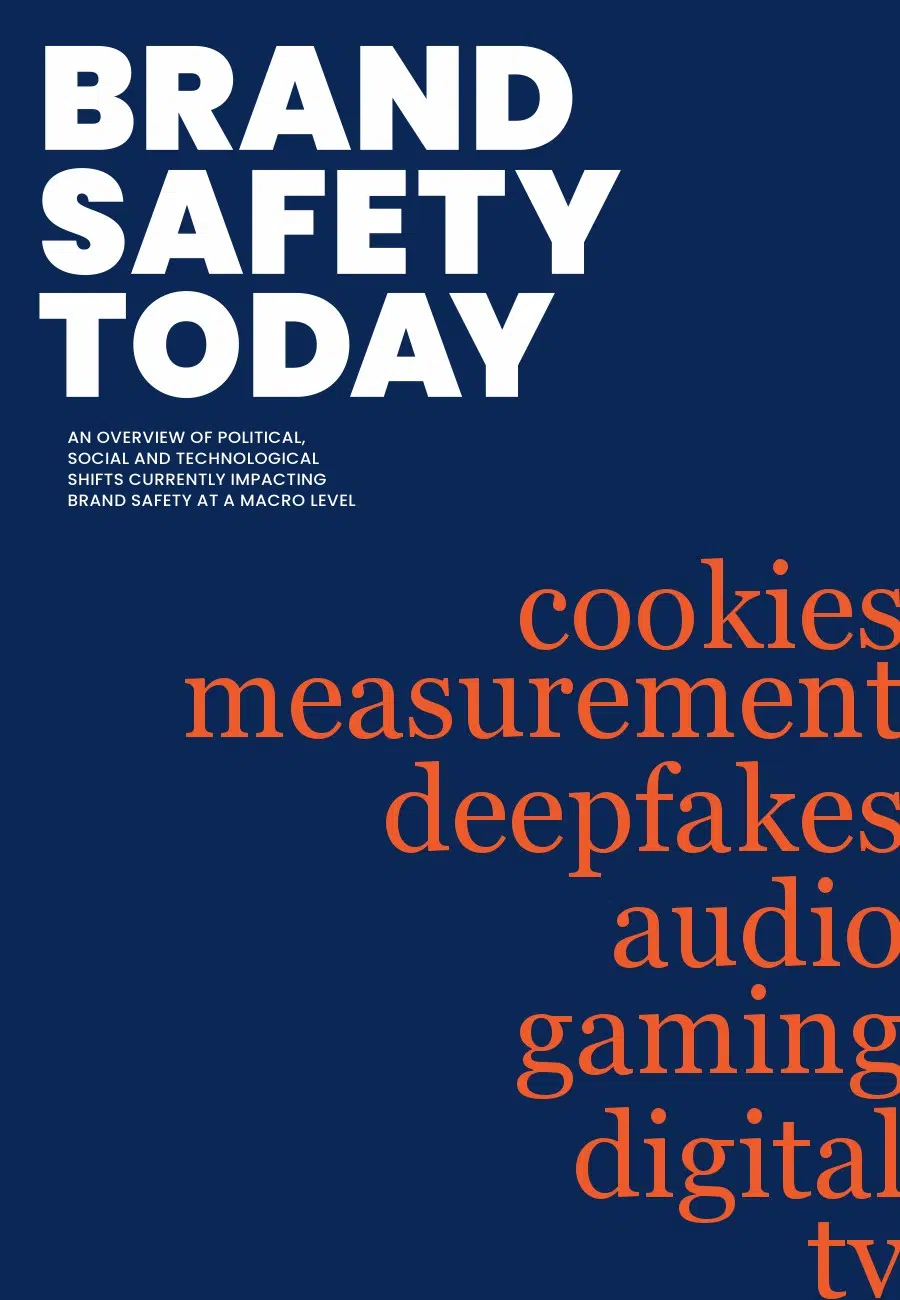 BRAND
SAFETY
TODAY
AN OVERVIEW OF POLITICAL,
SOCIAL AND TECHNOLOGICAL
SHIFTS CURRENTLY IMPACTING
BRAND SAFETY AT A MACRO LEVEL
cookies
measurement
deepfakes
audio
gaming
digital
tv